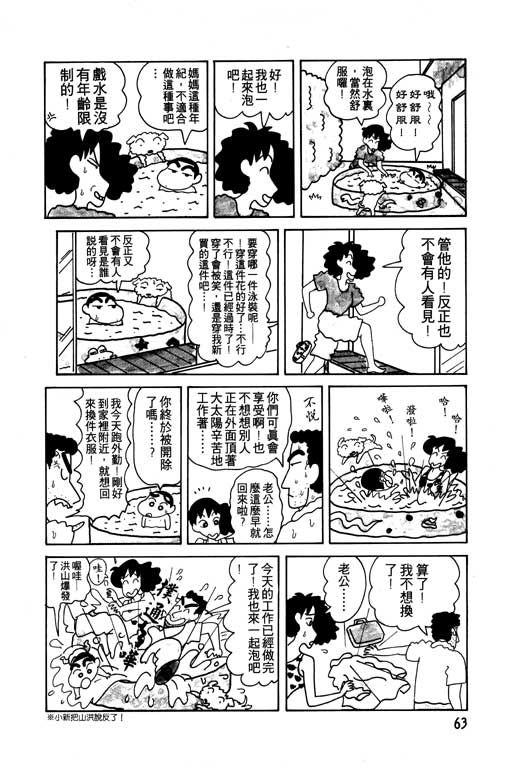 哦～～
好舒服！
好舒服！
泡在水裏
，當然舒
服囉！
好！
我也一
起來泡
吧！
媽媽這種年
紀，不適合
做這種事吧
…
戲水是沒
有年齡限
制的！
管他的！反正也
不會有人看見！
要穿哪一件泳裝呢
！穿這件花的好了…不行
不行！這件已經過時了！
穿了會被笑，還是穿我新
買的這件吧……！
反正又
不會有人
看見是誰
說的呀…
哈！
哈！
潑啦！
嘩啦！
不悅
你們可真會
享受啊！也
不想想別人
正在外面頂著
大太陽辛苦地
工作著…
老公……怎
麼這麼早就
回來啦？
你終於被開除
了嗎……？
我今天跑外勤！剛好
到家裡附近，就想回
來換件衣服！
算了！
我不想換
了！
老公……
今天的工作已經做完
了！我也來一起泡吧
！
撲通
嘩
哇！
喔哇
洪山爆發
了！
※小新把山洪說反了！
63